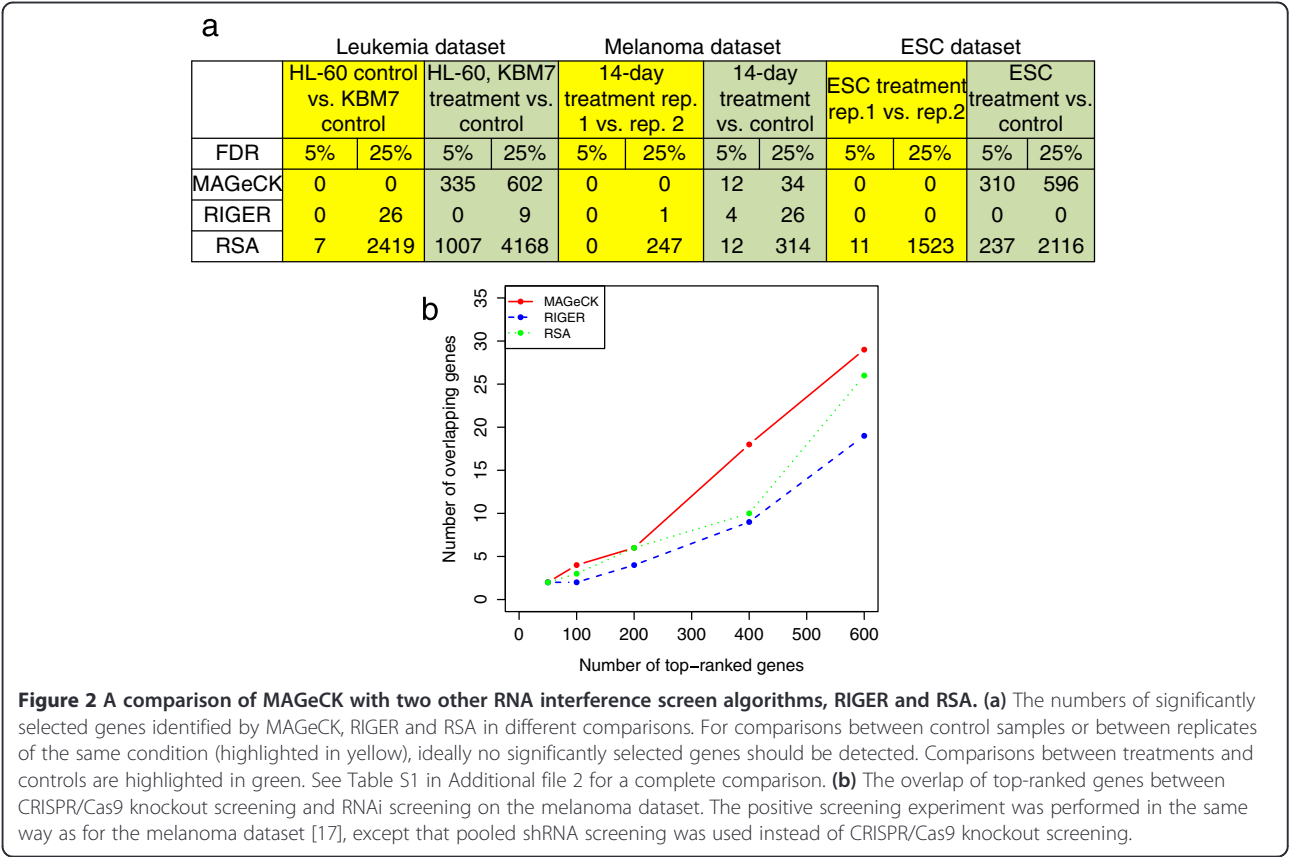 a
Leukemia dataset Melanoma dataset ESC dataset
HL-60 control vs. KBM7 control HL-60, KBM7 treatment vs. control 14-day treatment rep. 1 vs. rep. 2 14-day treatment vs. control ESC treatment rep.1 vs. rep.2 ESC treatment vs. control
FDR 5% 25% 5% 25% 5% 25% 5% 25% 5% 25% 5% 25%
MAGeCK 0 0 335 602 0 0 12 34 0 0 310 596
RIGER 0 26 0 9 0 1 4 26 0 0 0 0
RSA 7 2419 1007 4168 0 247 12 314 11 1523 237 2116
b
MAGeCK
RIGER
RSA
Number of overlapping genes
35
30
25
20
15
10
5
0
0 100 200 300 400 500 600
Number of top−ranked genes
Figure 2 A comparison of MAGeCK with two other RNA interference screen algorithms, RIGER and RSA. (a) The numbers of significantly
selected genes identified by MAGeCK, RIGER and RSA in different comparisons. For comparisons between control samples or between replicates
of the same condition (highlighted in yellow), ideally no significantly selected genes should be detected. Comparisons between treatments and
controls are highlighted in green. See Table S1 in Additional file 2 for a complete comparison. (b) The overlap of top-ranked genes between
CRISPR/Cas9 knockout screening and RNAi screening on the melanoma dataset. The positive screening experiment was performed in the same
way as for the melanoma dataset [17], except that pooled shRNA screening was used instead of CRISPR/Cas9 knockout screening.